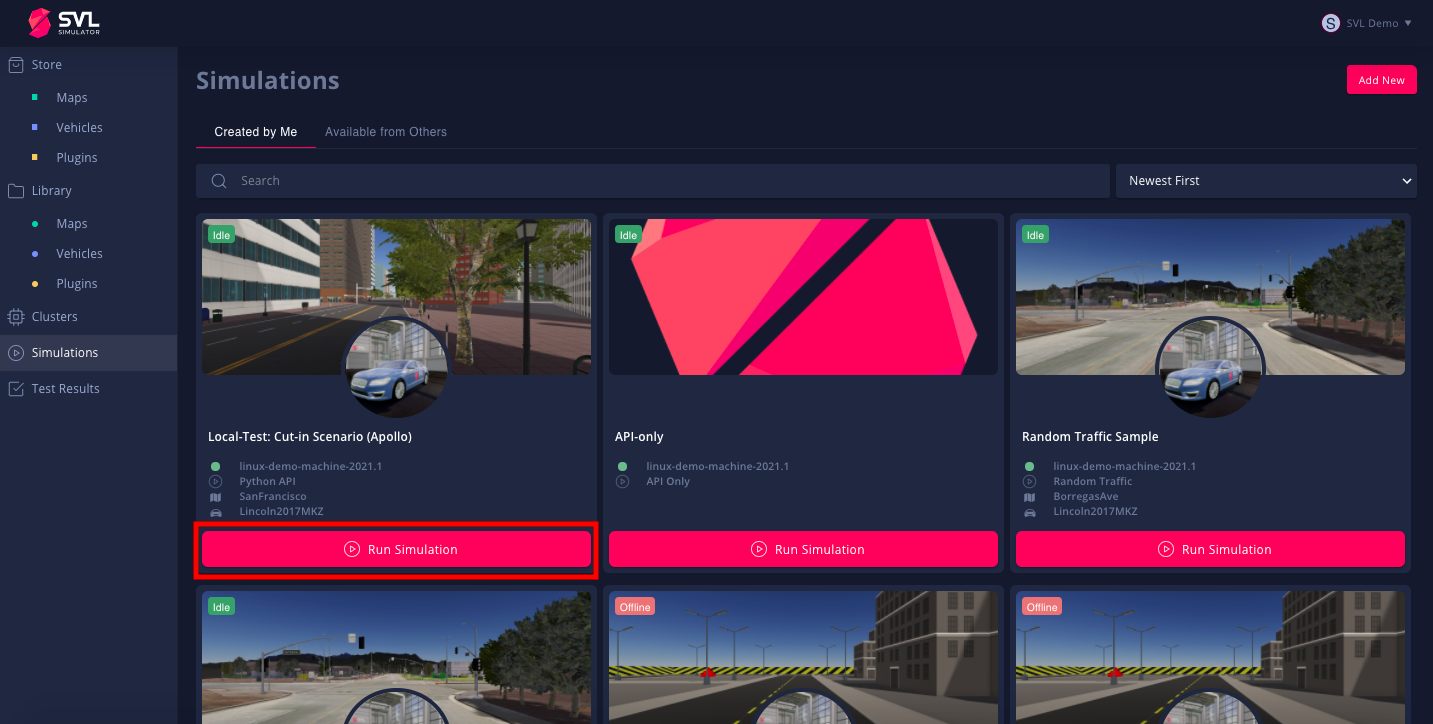 SVL
SIMULATOR
S SVL Demo
Store
Maps
Vehicles
Plugins
Library
Maps
Vehicles
Plugins
Clusters
Simulations
Test Results
Simulations
Add New
Created by Me
Available from Others
Search
Newest First
Idle
Local-Test: Cut-in Scenario (Apollo)
linux-demo-machine-2021.1
Python API
SanFrancisco
Lincoln2017MKZ
Run Simulation
Idle
API-only
linux-demo-machine-2021.1
API Only
Run Simulation
Idle
Random Traffic Sample
linux-demo-machine-2021.1
Random Traffic
BorregasAve
Lincoln2017MKZ
Run Simulation
Idle
Offline
Offline